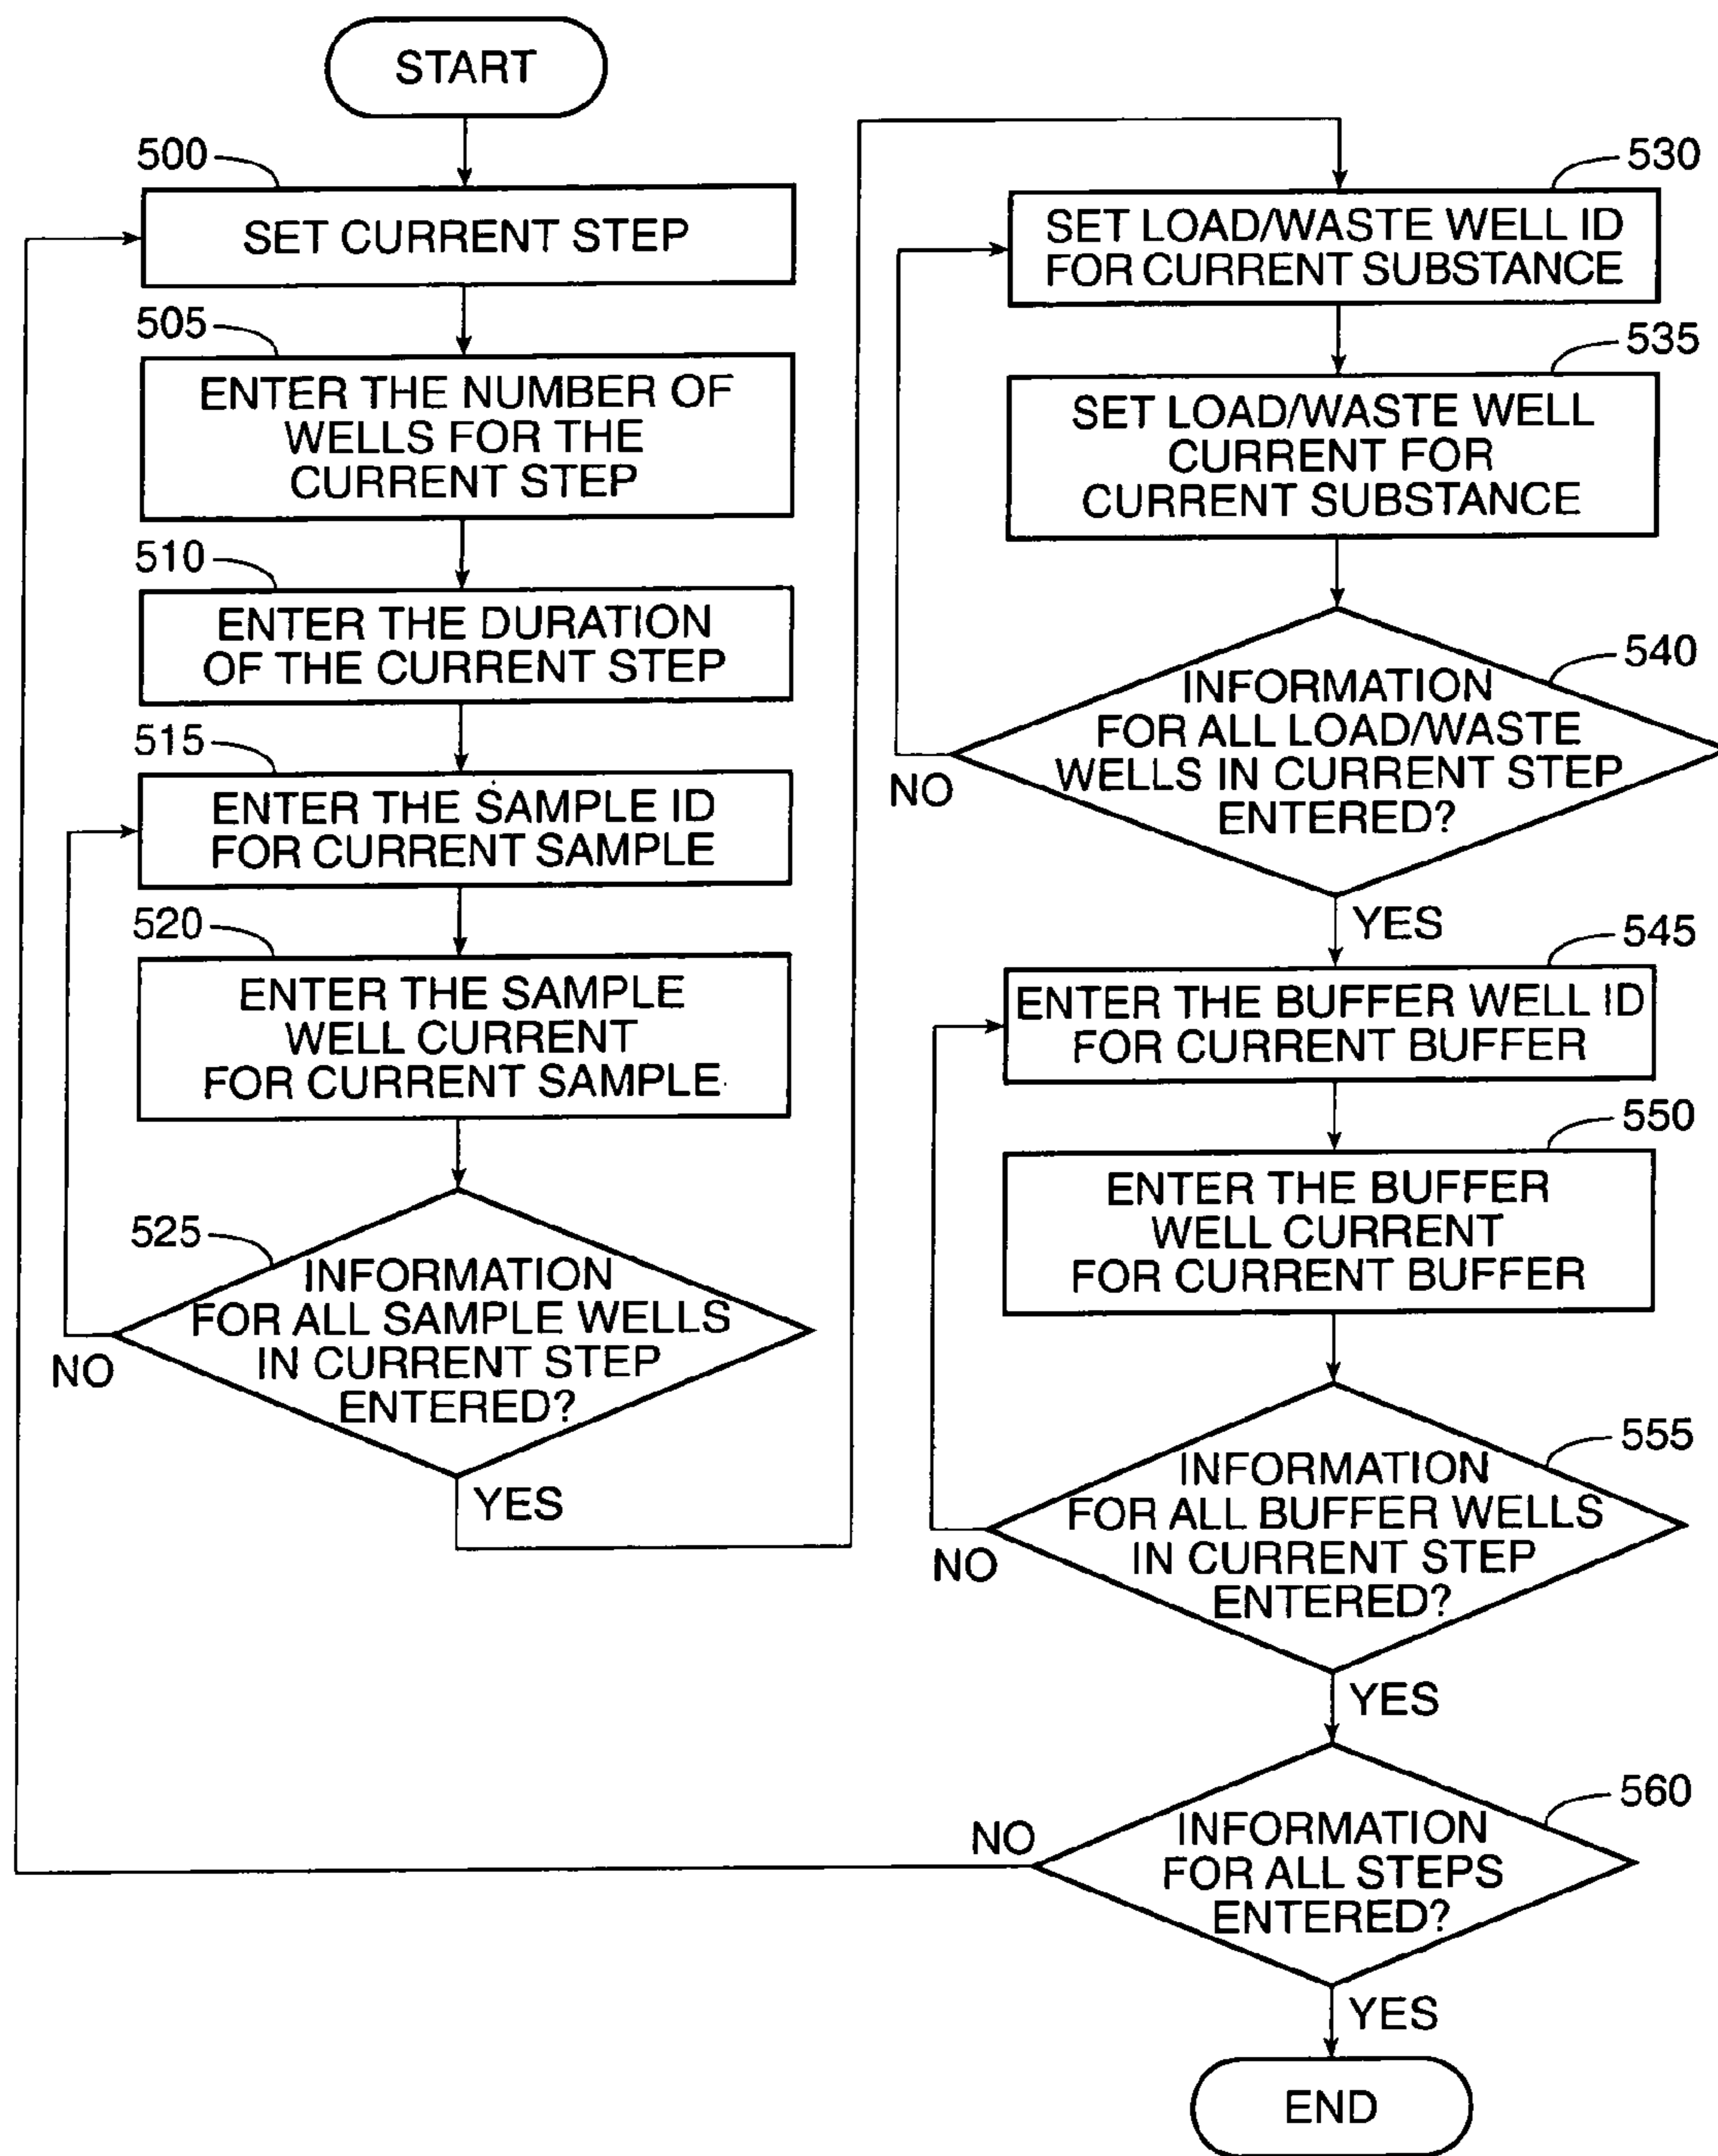 START
500
SET CURRENT STEP
505
ENTER THE NUMBER OF
WELLS FOR THE
CURRENT STEP
510
ENTER THE DURATION
OF THE CURRENT STEP
515
ENTER THE SAMPLE ID
FOR CURRENT SAMPLE
520
ENTER THE SAMPLE
WELL CURRENT
FOR CURRENT SAMPLE
525
INFORMATION
FOR ALL SAMPLE WELLS
IN CURRENT STEP
ENTERED?
NO
YES
530
SET LOAD/WASTE WELL ID
FOR CURRENT SUBSTANCE
535
SET LOAD/WASTE WELL
CURRENT FOR
CURRENT SUBSTANCE
540
INFORMATION
FOR ALL LOAD/WASTE
WELLS IN CURRENT STEP
ENTERED?
NO
YES
545
ENTER THE BUFFER WELL ID
FOR CURRENT BUFFER
550
ENTER THE BUFFER
WELL CURRENT
FOR CURRENT BUFFER
555
INFORMATION
FOR ALL BUFFER WELLS
IN CURRENT STEP
ENTERED?
NO
YES
560
INFORMATION
FOR ALL STEPS
ENTERED?
NO
YES
END